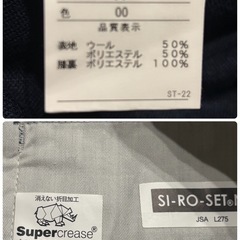 色 00
品質表示
表地 ウール 50%
ポリエステル 50%
膝裏 ポリエステル 100%
ST-22
消えない折目加工
Supercrease®
SI-RO-SET
JSA L275